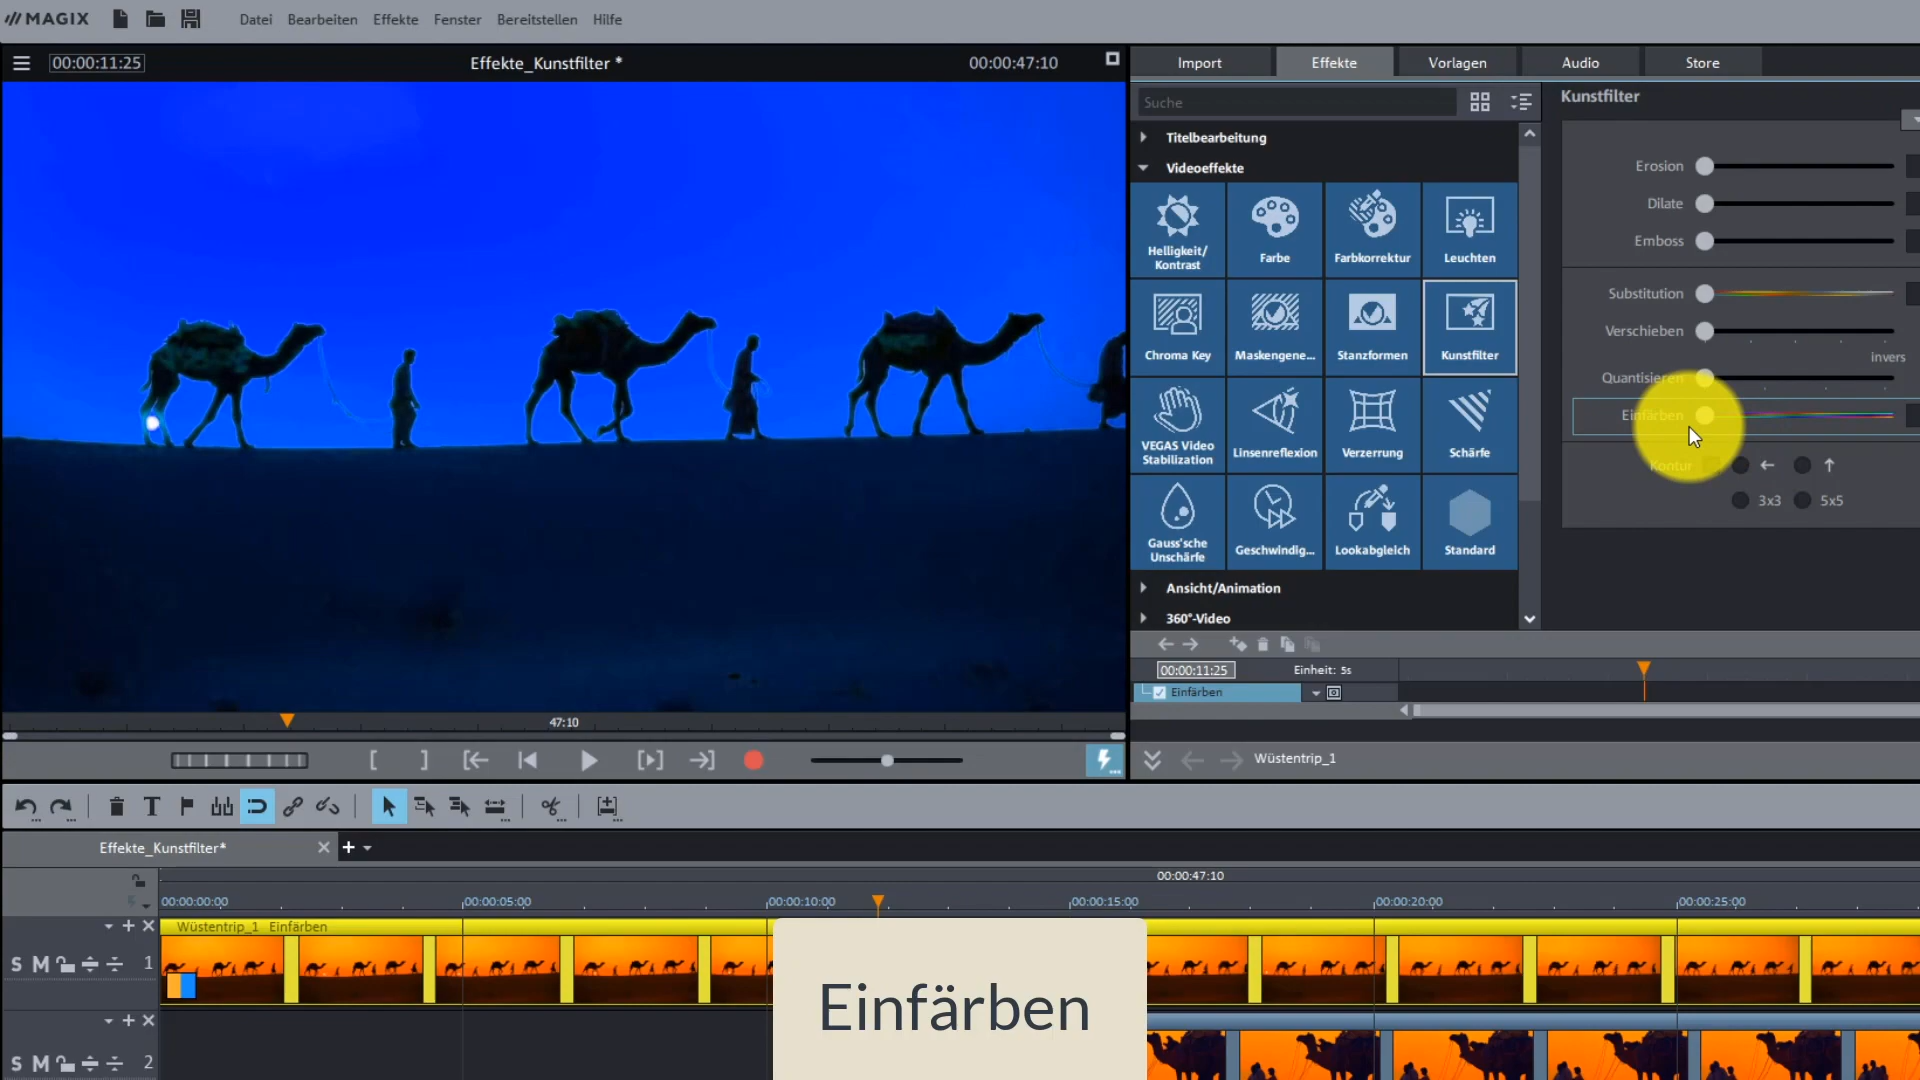 MAGIX
Datei Bearbeiten Effekte Fenster Bereitstellen Hilfe
00:00:11:25
Effekte_Kunstfilter *
00:00:47:10
Import Effekte Vorlagen Audio Store
Suche
Kunstfilter
Titelbearbeitung
Videoeffekte
Helligkeit/
Kontrast
Farbe
Farbkorrektur
Leuchten
Chroma Key
Maskengene...
Stanzformen
Kunstfilter
VEGAS Video
Stabilization
Linsenreflexion
Verzerrung
Schärfe
Gauss'sche
Unschärfe
Geschwindig...
Lookabgleich
Standard
Ansicht/Animation
360°-Video
Erosion
Dilate
Emboss
Substitution
Verschieben
invers
Quantisieren
Einfärben
Kontur
3x3 5x5
00:00:11:25
Einheit: 5s
Einfärben
47:10
Wüstentrip_1
Effekte_Kunstfilter*
00:00:47:10
00:00:00:00 00:00:05:00 00:00:10:00 00:00:15:00 00:00:20:00 00:00:25:00
Wüstentrip_1 Einfärben
S M 1
S M 2
Einfärben